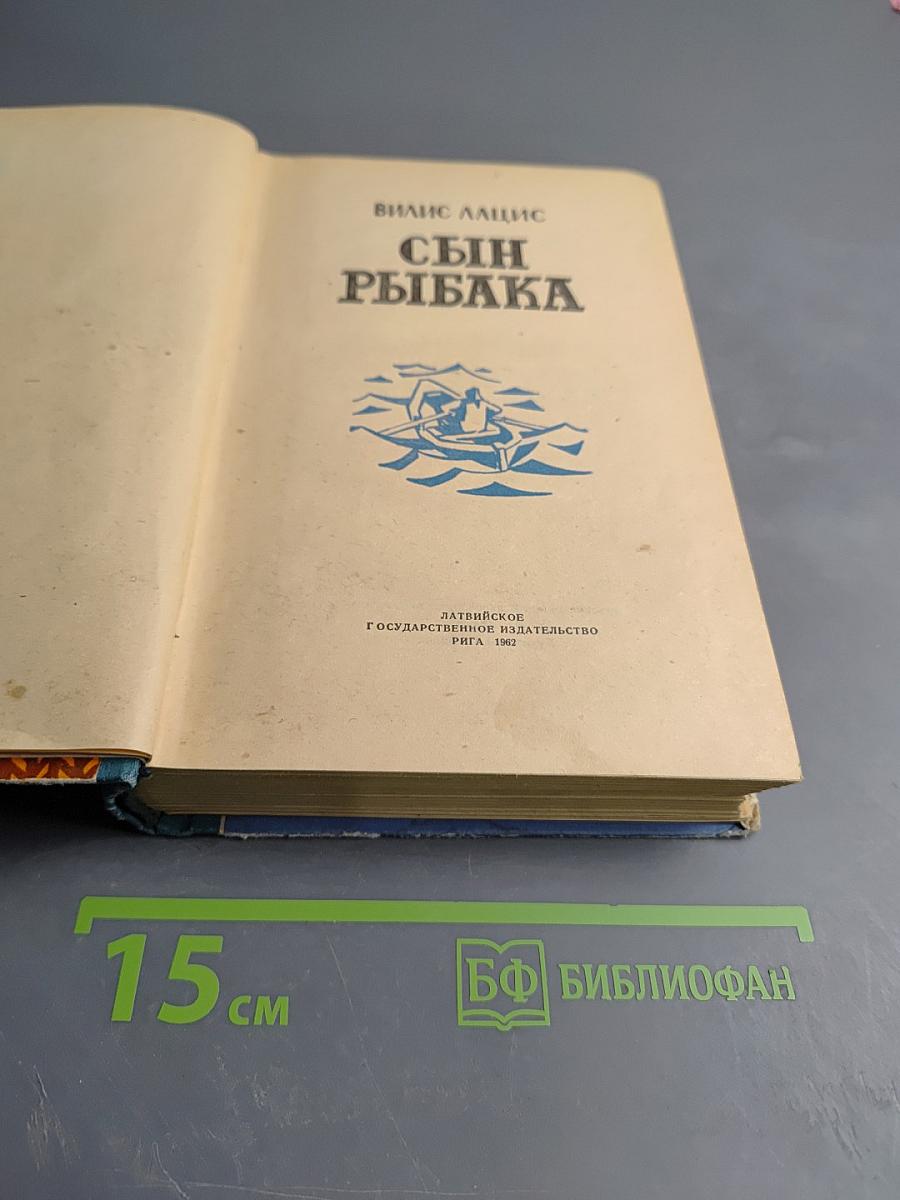 ВИЛИС ЛАЦИС
СЫН
РЫБАКА
ЛАТВИЙСКОЕ
ГОСУДАРСТВЕННОЕ ИЗДАТЕЛЬСТВО
РИГА 1962
15 см
БФ БИБЛИОФАН